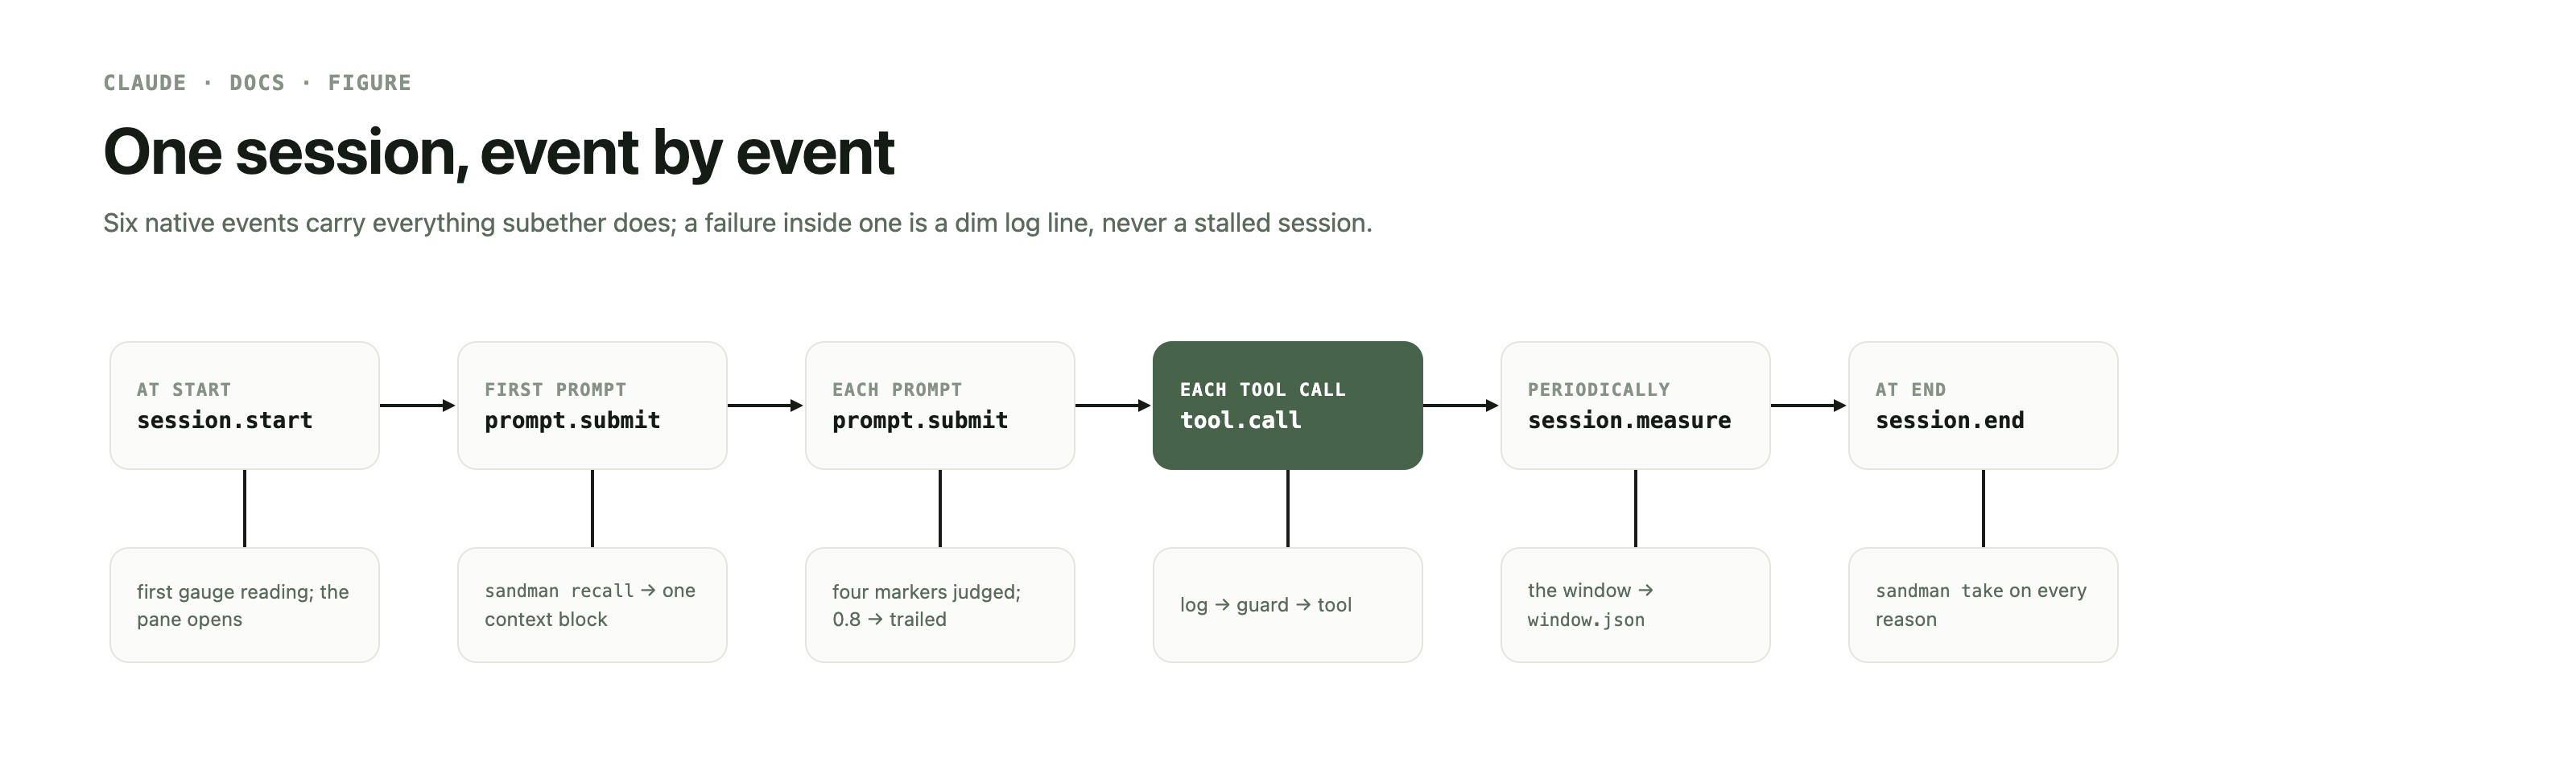 CLAUDE · DOCS · FIGURE
One session, event by event
Six native events carry everything subether does; a failure inside one is a dim log line, never a stalled session.
AT START
session.start
FIRST PROMPT
prompt.submit
EACH PROMPT
prompt.submit
EACH TOOL CALL
tool.call
PERIODICALLY
session.measure
AT END
session.end
first gauge reading; the
pane opens
sandman recall → one
context block
four markers judged;
0.8 → trailed
log → guard → tool
the window →
window.json
sandman take on every
reason